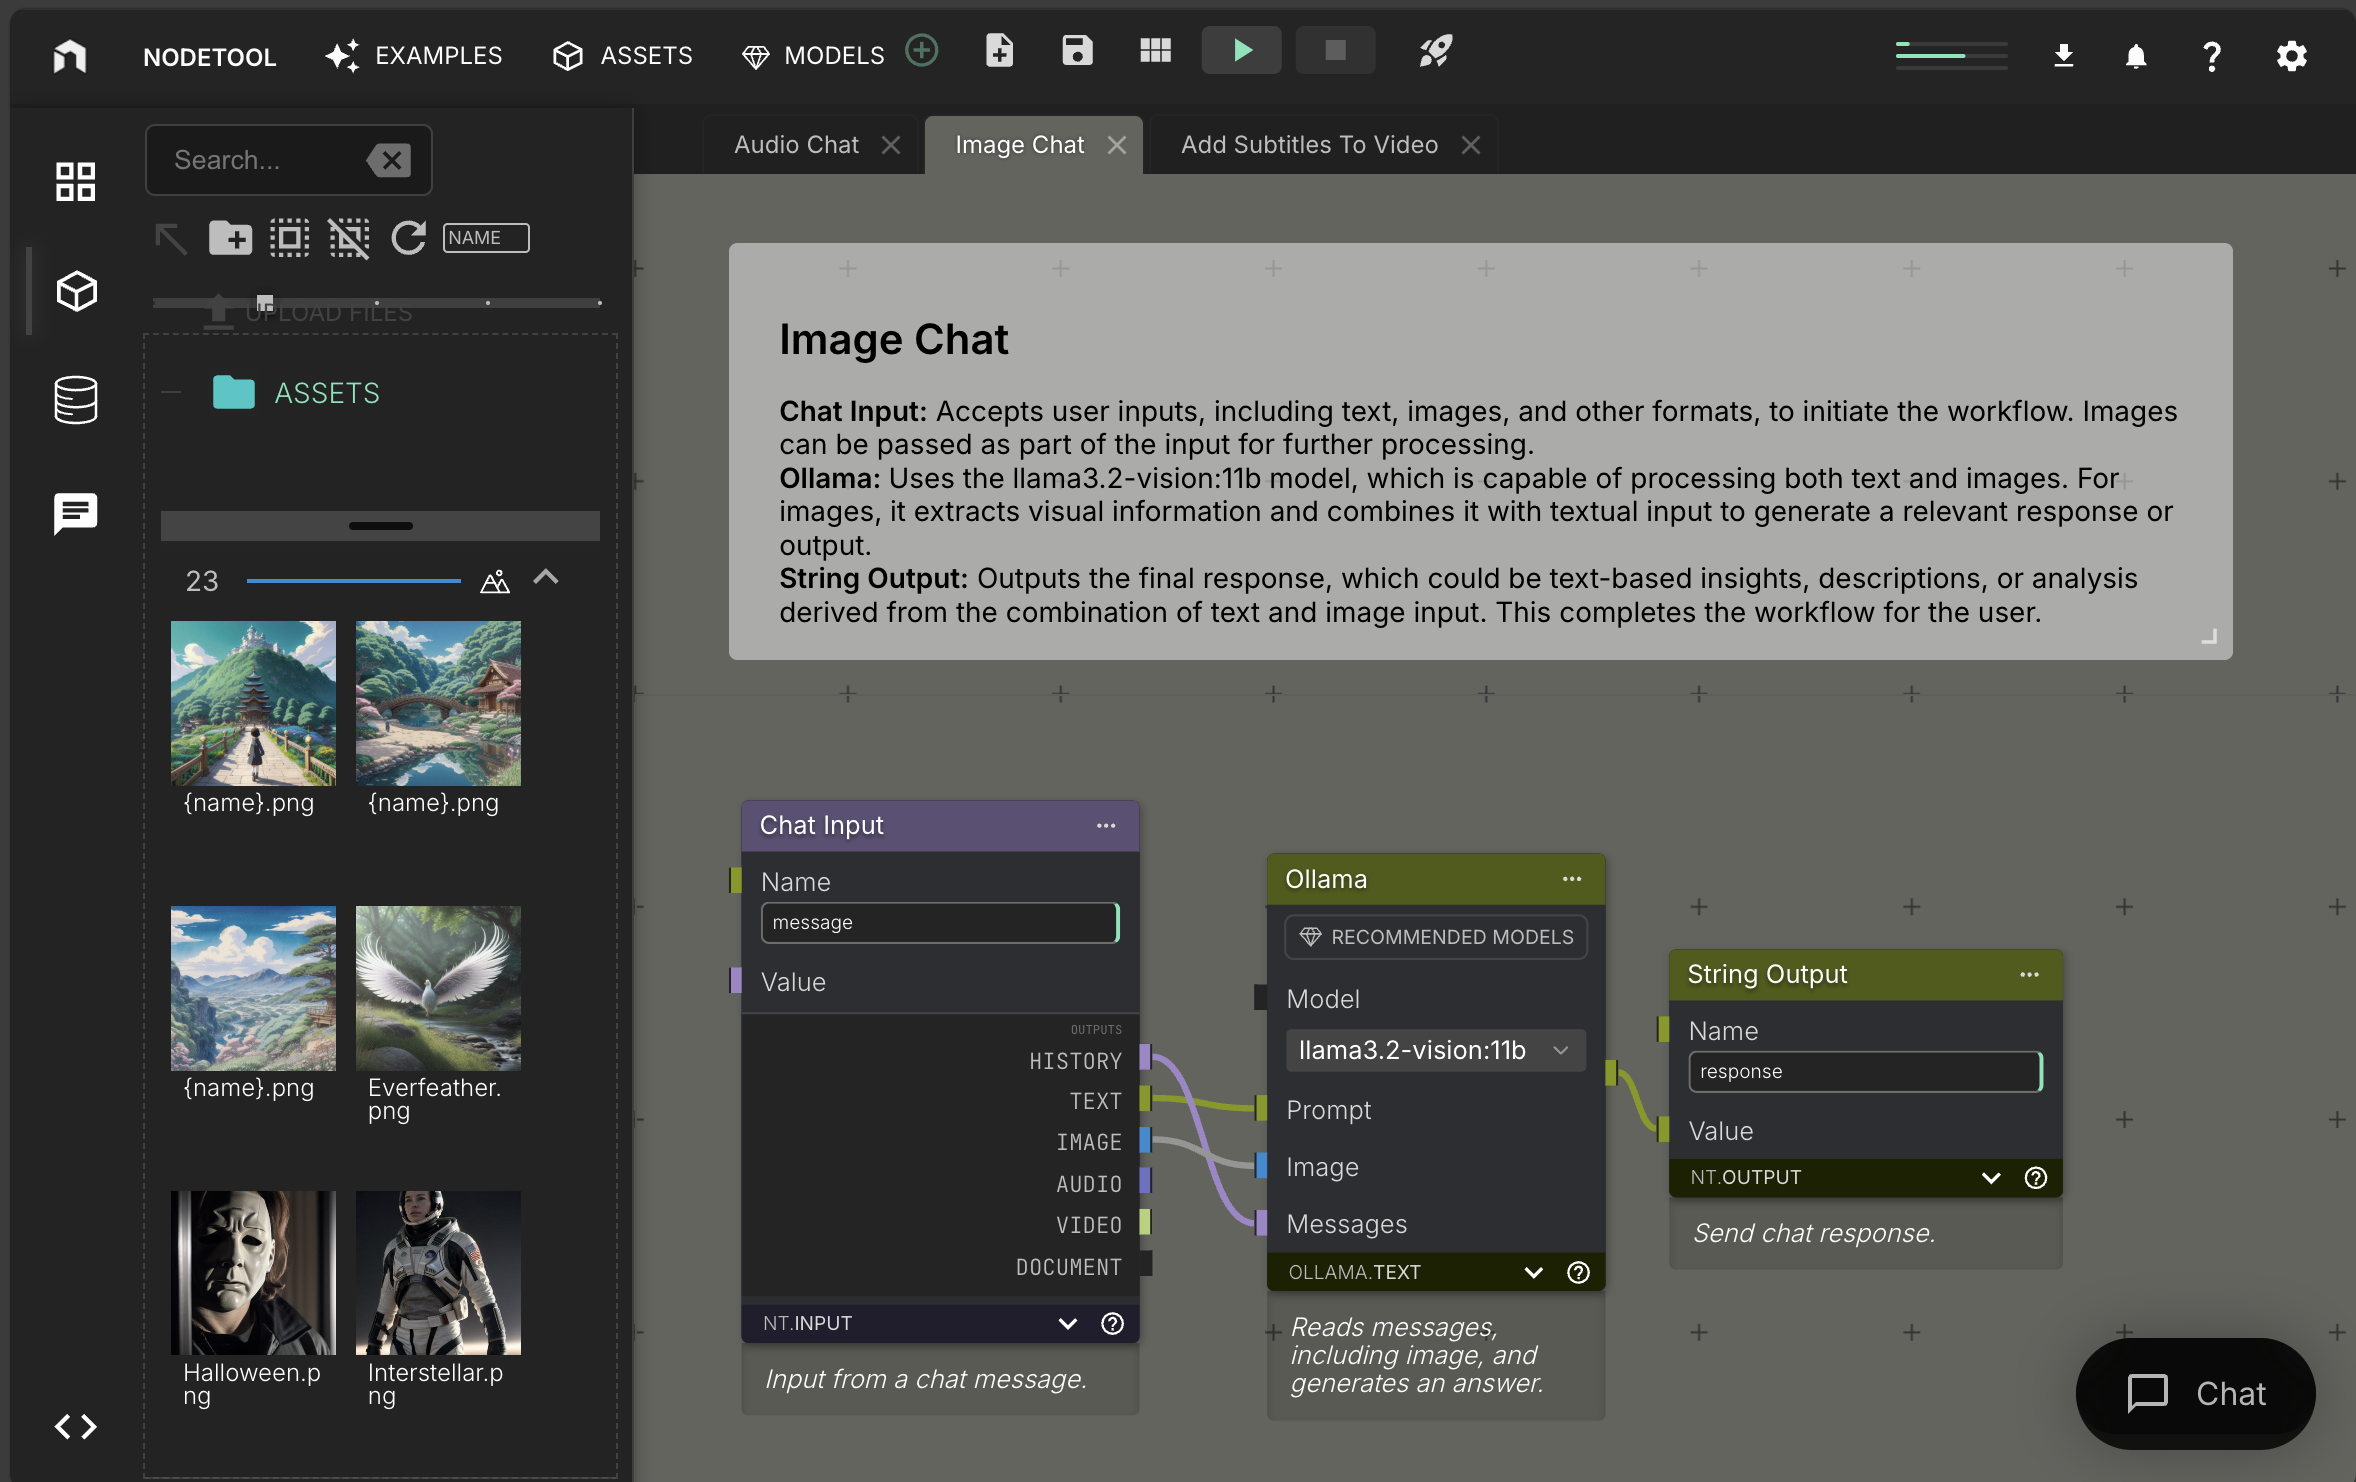 NODETOOL
EXAMPLES
ASSETS
MODELS
Search...
NAME
UPLOAD FILES
ASSETS
23
{name}.png
{name}.png
{name}.png
Everfeather.
png
Halloween.p
ng
Interstellar.p
ng
Audio Chat
Image Chat
Add Subtitles To Video
Image Chat
Chat Input: Accepts user inputs, including text, images, and other formats, to initiate the workflow. Images
can be passed as part of the input for further processing.
Ollama: Uses the llama3.2-vision:11b model, which is capable of processing both text and images. For
images, it extracts visual information and combines it with textual input to generate a relevant response or
output.
String Output: Outputs the final response, which could be text-based insights, descriptions, or analysis
derived from the combination of text and image input. This completes the workflow for the user.
Chat Input
Name
message
Value
OUTPUTS
HISTORY
TEXT
IMAGE
AUDIO
VIDEO
DOCUMENT
NT.INPUT
Input from a chat message.
Ollama
RECOMMENDED MODELS
Model
llama3.2-vision:11b
Prompt
Image
Messages
OLLAMA.TEXT
Reads messages,
including image, and
generates an answer.
String Output
Name
response
Value
NT.OUTPUT
Send chat response.
Chat